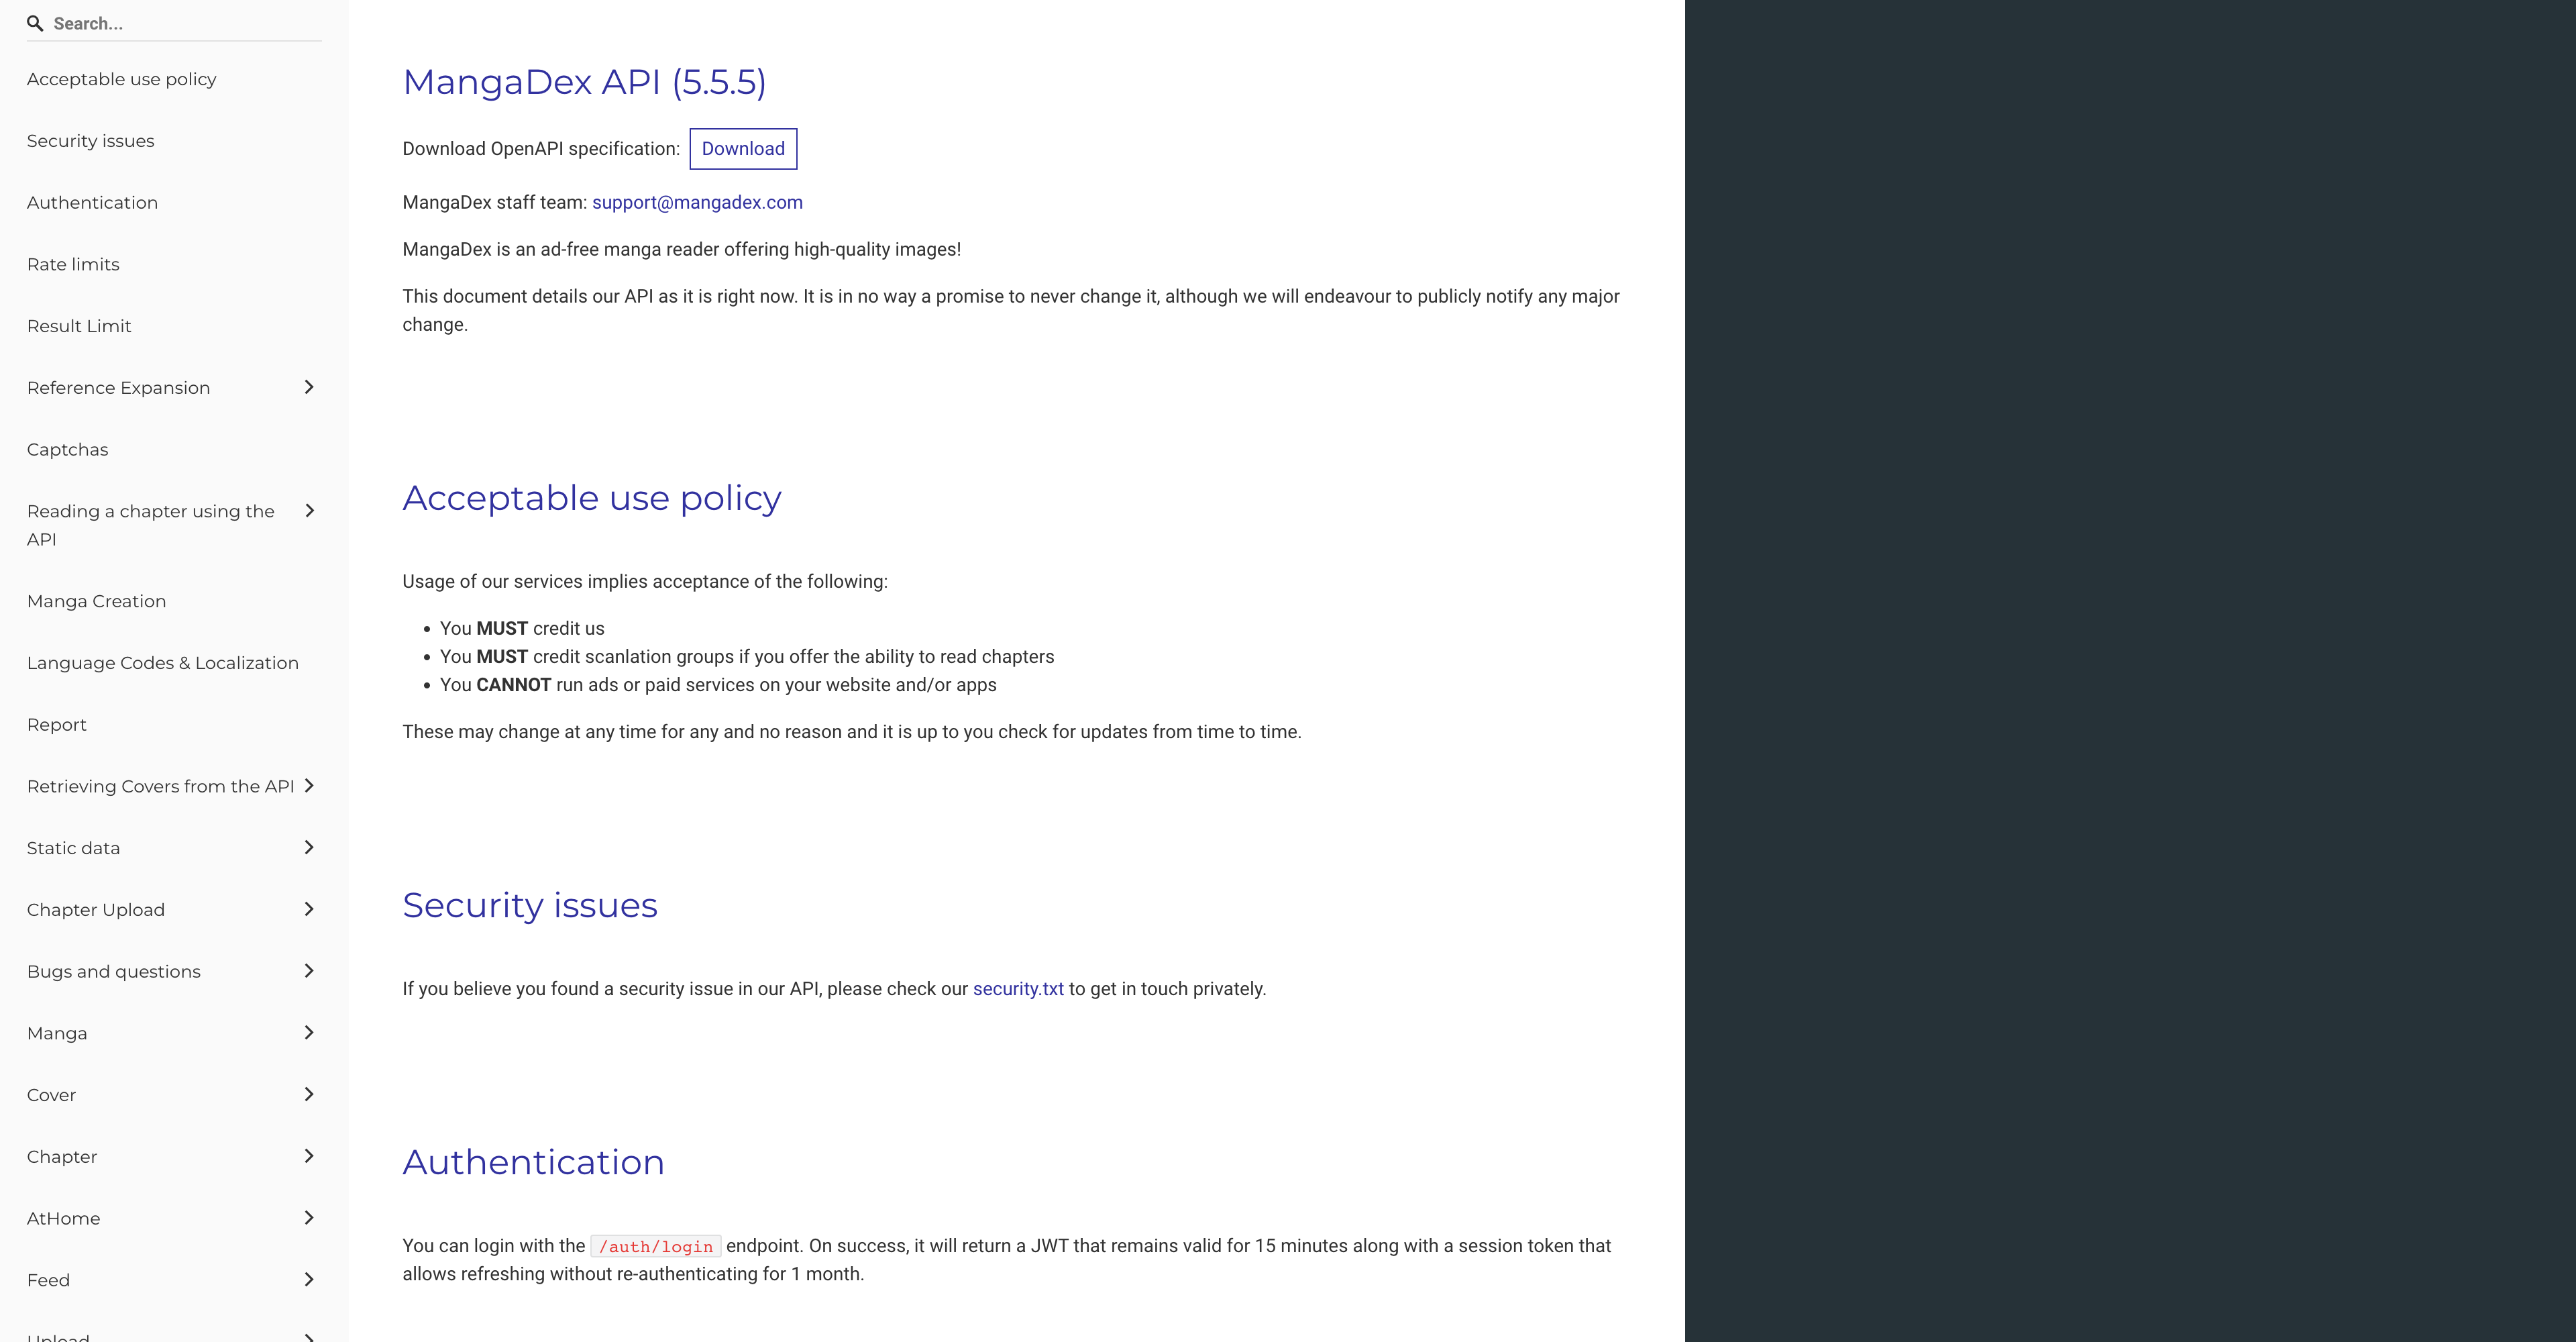 Search...
Acceptable use policy
Security issues
Authentication
Rate limits
Result Limit
Reference Expansion
Captchas
Reading a chapter using the
API
Manga Creation
Language Codes & Localization
Report
Retrieving Covers from the API
Static data
Chapter Upload
Bugs and questions
Manga
Cover
Chapter
AtHome
Feed
Upload
MangaDex API (5.5.5)
Download OpenAPI specification: Download
MangaDex staff team: support@mangadex.com
MangaDex is an ad-free manga reader offering high-quality images!
This document details our API as it is right now. It is in no way a promise to never change it, although we will endeavour to publicly notify any major
change.
Acceptable use policy
Usage of our services implies acceptance of the following:
• You MUST credit us
• You MUST credit scanlation groups if you offer the ability to read chapters
• You CANNOT run ads or paid services on your website and/or apps
These may change at any time for any and no reason and it is up to you check for updates from time to time.
Security issues
If you believe you found a security issue in our API, please check our security.txt to get in touch privately.
Authentication
You can login with the /auth/login endpoint. On success, it will return a JWT that remains valid for 15 minutes along with a session token that
allows refreshing without re-authenticating for 1 month.